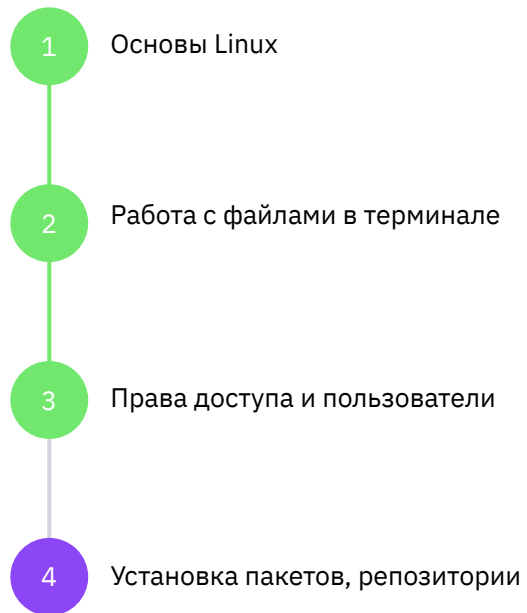 1 Основы Linux
2 Работа с файлами в терминале
3 Права доступа и пользователи
4 Установка пакетов, репозитории